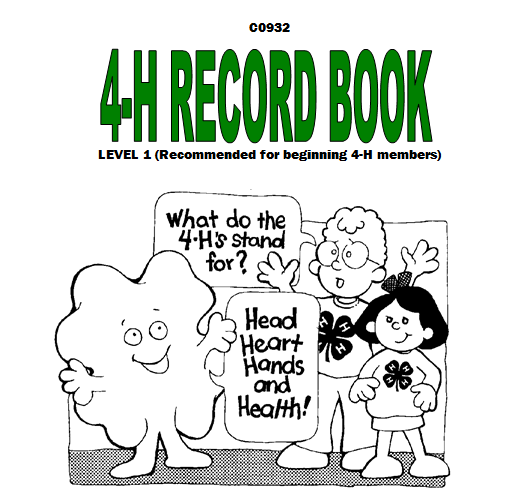 C0932
4-H RECORD BOOK
LEVEL 1 (Recommended for beginning 4-H members)
What do the
4-H's stand
for?
Head
Heart
Hands
and
Health!
H
H
H
H
H
H